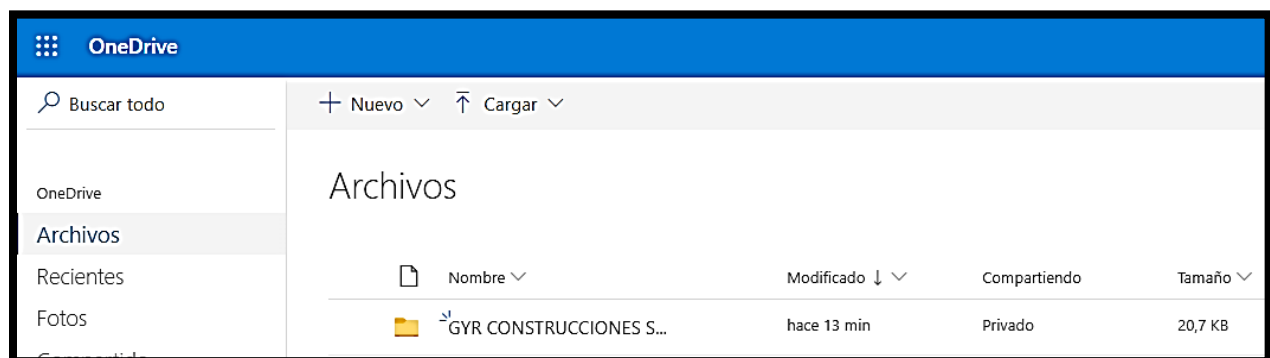 OneDrive
Buscar todo
Nuevo Cargar
Archivos
OneDrive
Archivos
Recientes
Nombre Modificado Compartiendo Tamaño
Fotos
GYR CONSTRUCCIONES S... hace 13 min Privado 20,7 KB